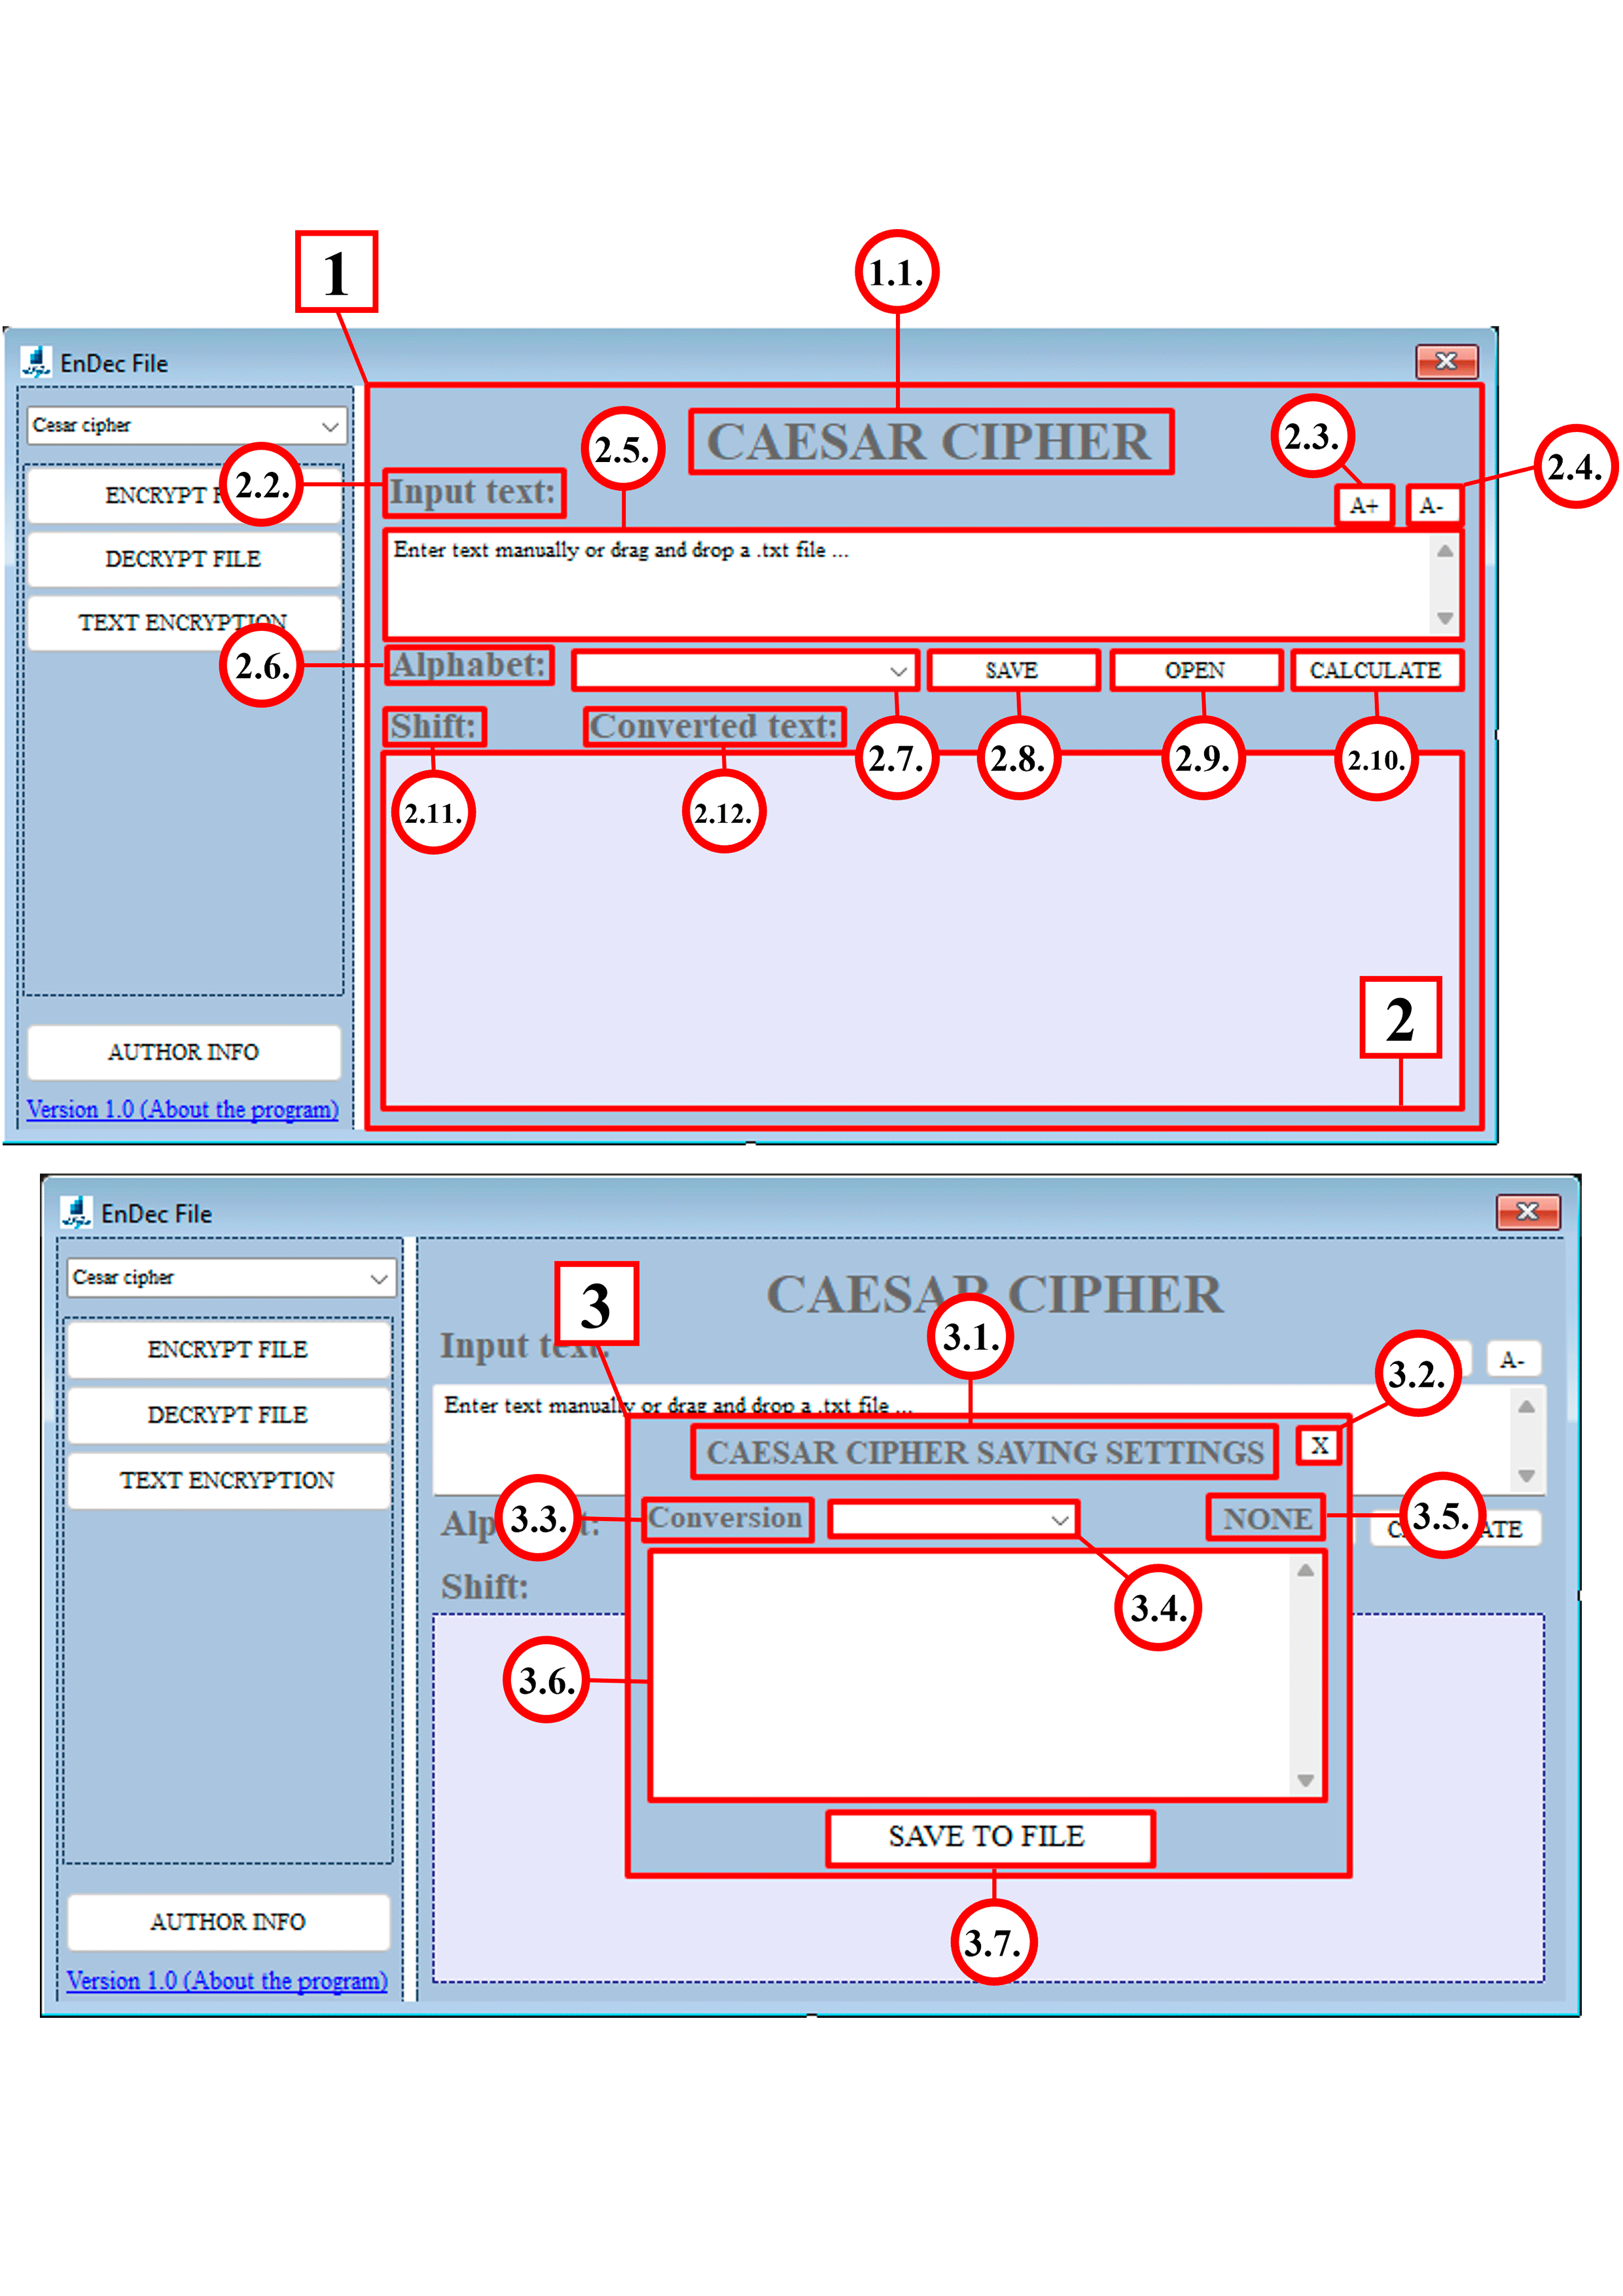 1
1.1.
EnDec File
Cesar cipher
CAESAR CIPHER
2.5.
2.3.
2.4.
2.2.
ENCRYPT F
Input text:
A+
A-
DECRYPT FILE
Enter text manually or drag and drop a .txt file ...
TEXT ENCRYPTION
2.6.
Alphabet:
SAVE
OPEN
CALCULATE
Shift:
Converted text:
2.7.
2.8.
2.9.
2.10.
2.11.
2.12.
2
AUTHOR INFO
Version 1.0 (About the program)
EnDec File
Cesar cipher
CAESAR CIPHER
3
3.1.
ENCRYPT FILE
Input text:
3.2.
A-
DECRYPT FILE
Enter text manually or drag and drop a .txt file ...
CAESAR CIPHER SAVING SETTINGS
X
TEXT ENCRYPTION
3.3.
Conversion
NONE
3.5.
Shift:
3.4.
3.6.
SAVE TO FILE
AUTHOR INFO
3.7.
Version 1.0 (About the program)